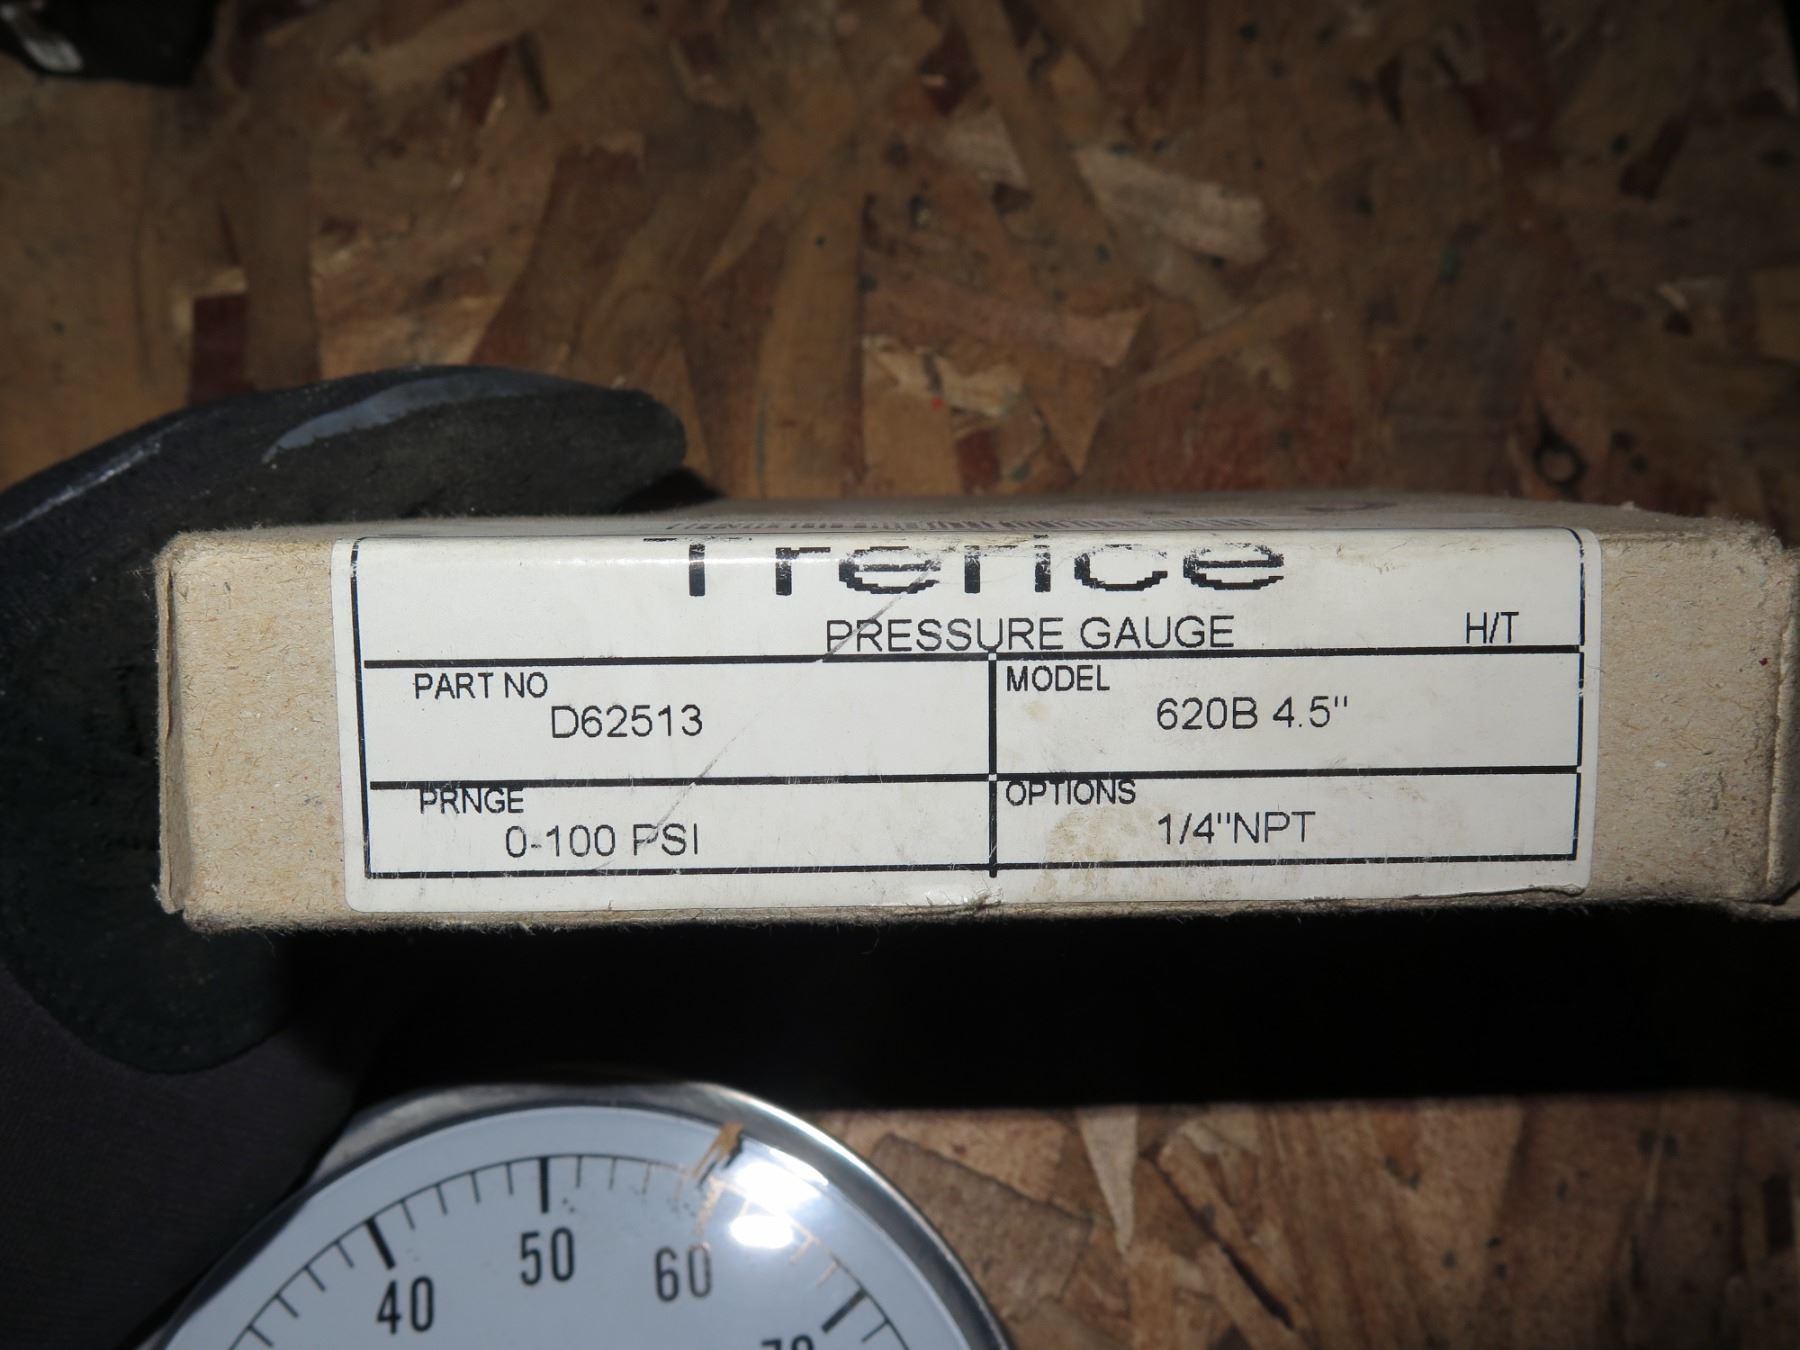 Trerice
PRESSURE GAUGE H/T
PART NO
D62513
MODEL
620B 4.5"
PRNGE
0-100 PSI
OPTIONS
1/4"NPT
40 50 60